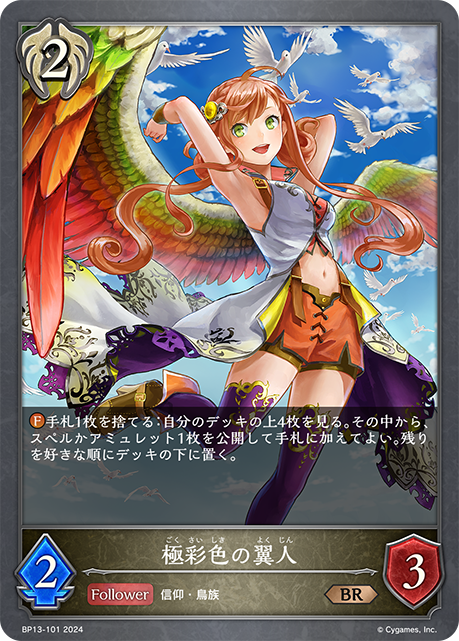 2
F手札1枚を捨てる:自分のデッキの上4枚を見る。その中から、
スペルかアミュレット1枚を公開して手札に加えてよい。残り
を好きな順にデッキの下に置く。
ごくさいしき よくじん
極彩色の翼人
2
Follower 信仰・鳥族
BR
3
BP13-101 2024
© Cygames, Inc.